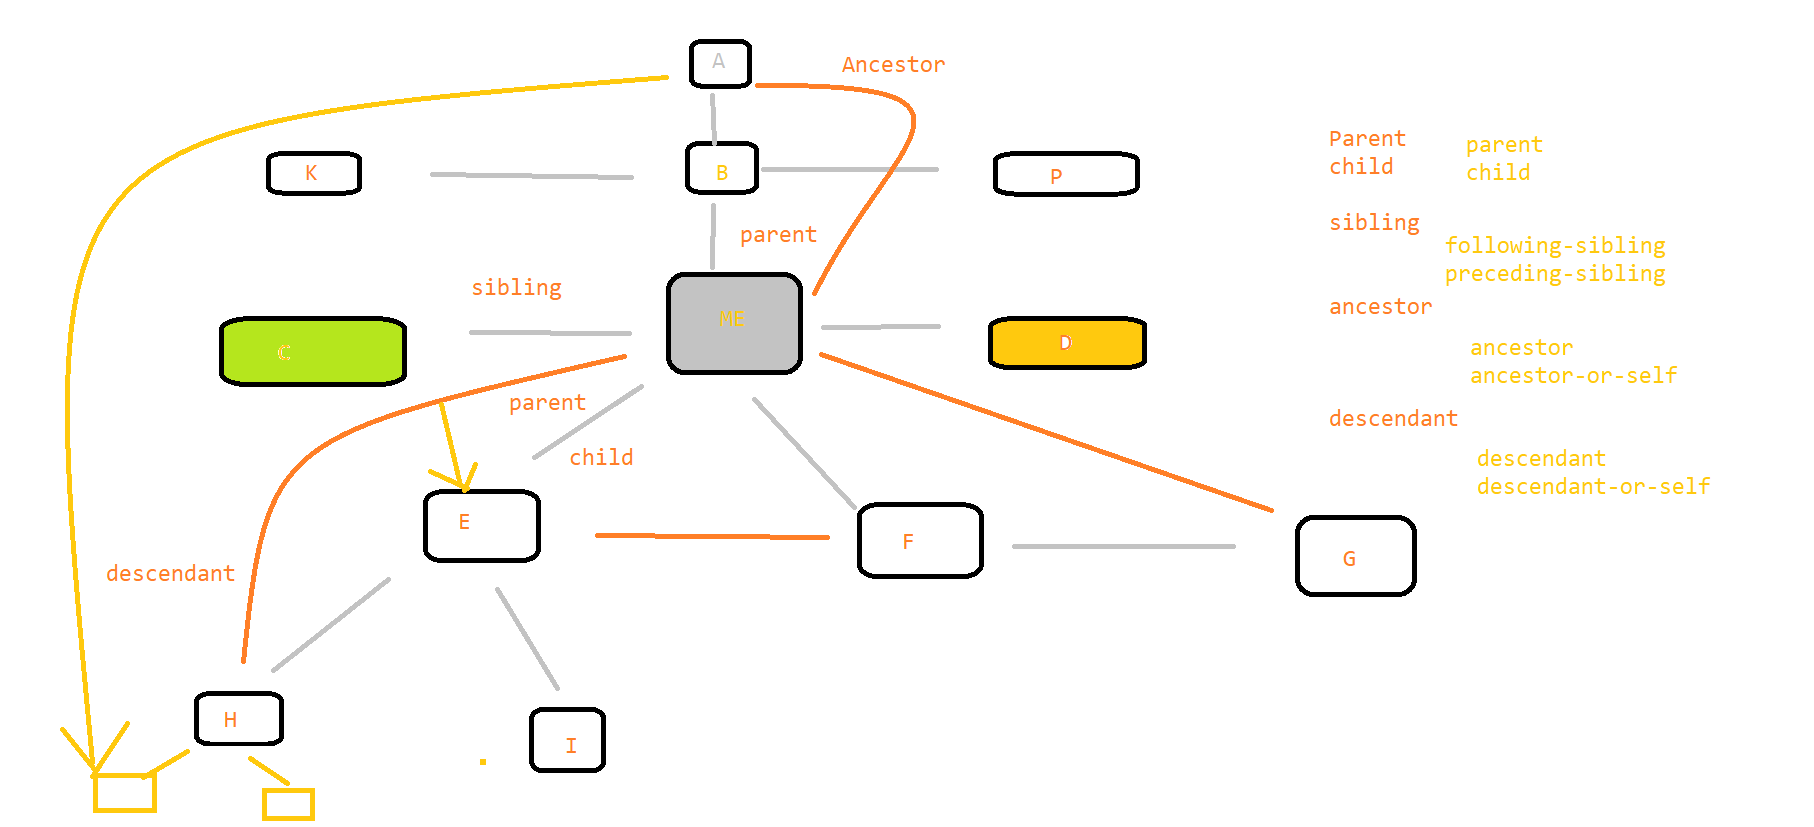 A
Ancestor
K
B
P
parent
sibling
C
ME
D
parent
child
E
F
G
descendant
H
I
Parent
child
parent
child
sibling
following-sibling
preceding-sibling
ancestor
ancestor
ancestor-or-self
descendant
descendant
descendant-or-self